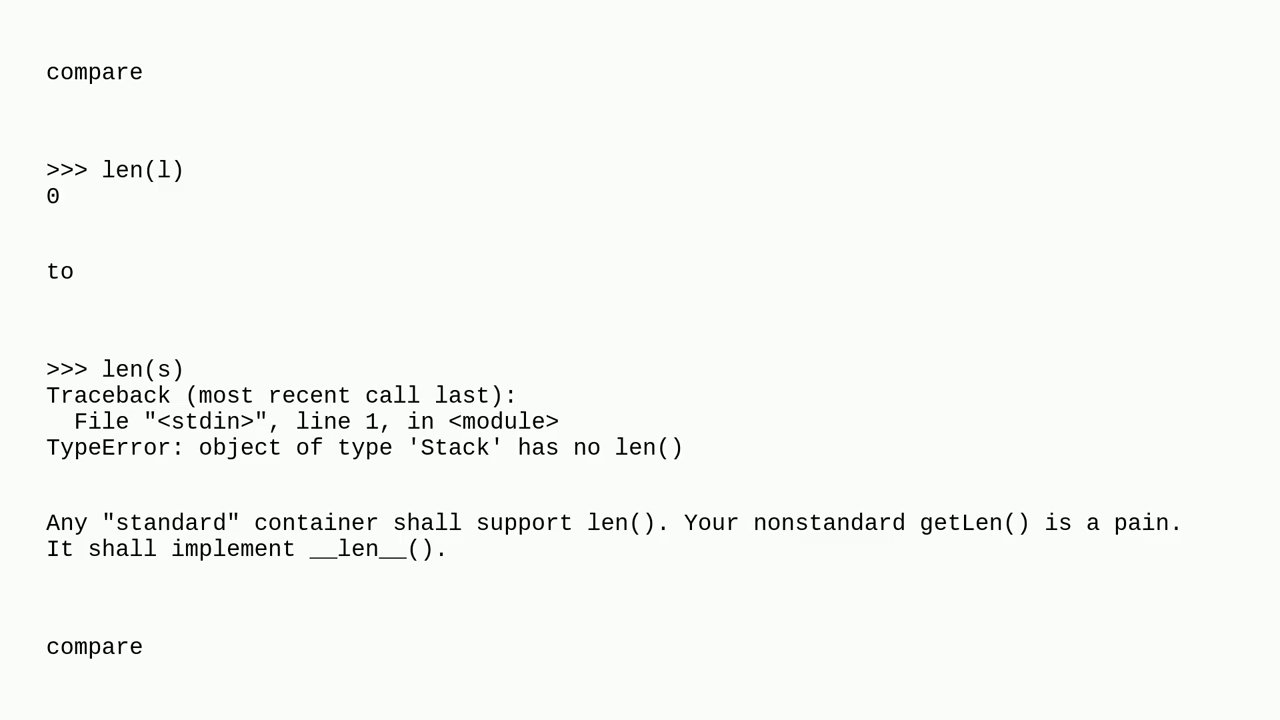 compare
>>> len(l)
0
to
>>> len(s)
Traceback (most recent call last):
  File "<stdin>", line 1, in <module>
TypeError: object of type 'Stack' has no len()
Any "standard" container shall support len(). Your nonstandard getLen() is a pain.
It shall implement __len__().
compare